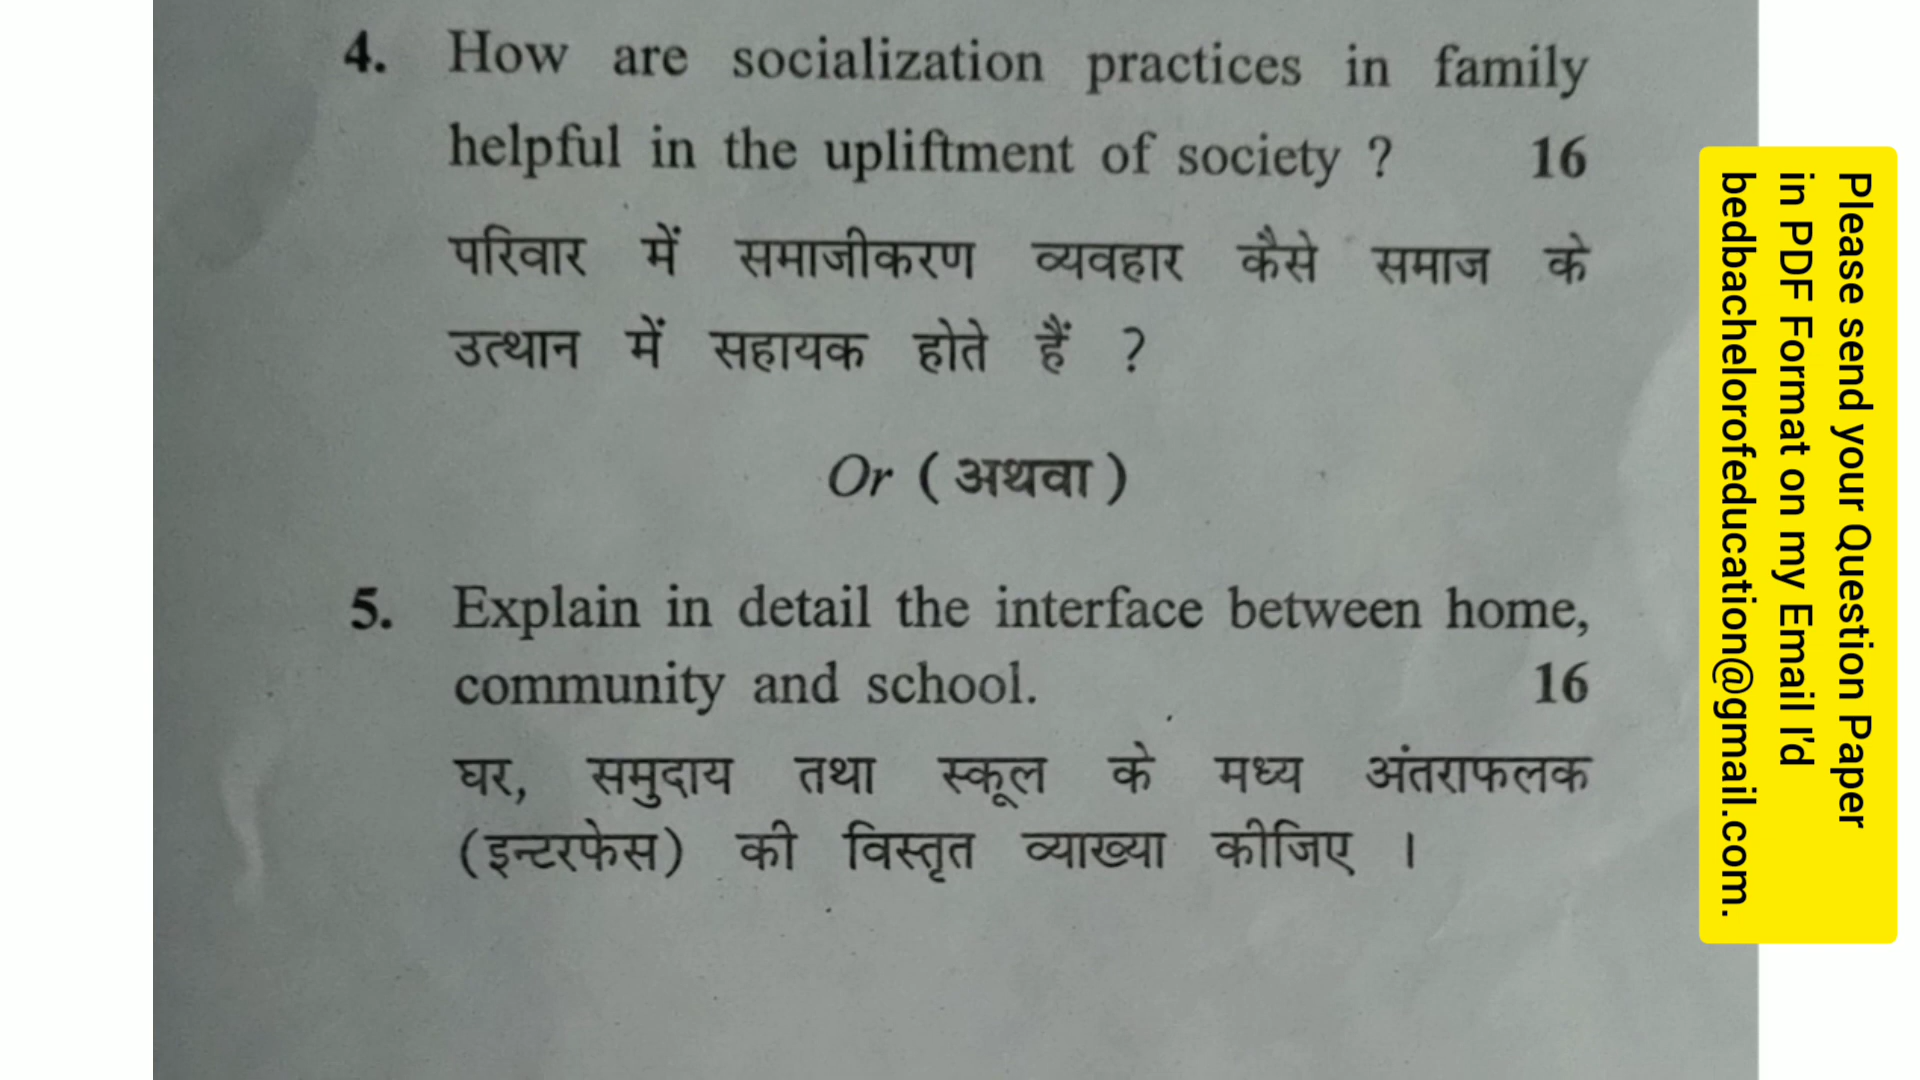 4. How are socialization practices in family
helpful in the upliftment of society ? 16
परिवार में समाजीकरण व्यवहार कैसे समाज के
उत्थान में सहायक होते हैं ?
Or ( अथवा )
5. Explain in detail the interface between home,
community and school. 16
घर, समुदाय तथा स्कूल के मध्य अंतराफलक
(इन्टरफेस) की विस्तृत व्याख्या कीजिए ।
Please send your Question Paper
in PDF Format on my Email I'd
bedbachelorofeducation@gmail.com.